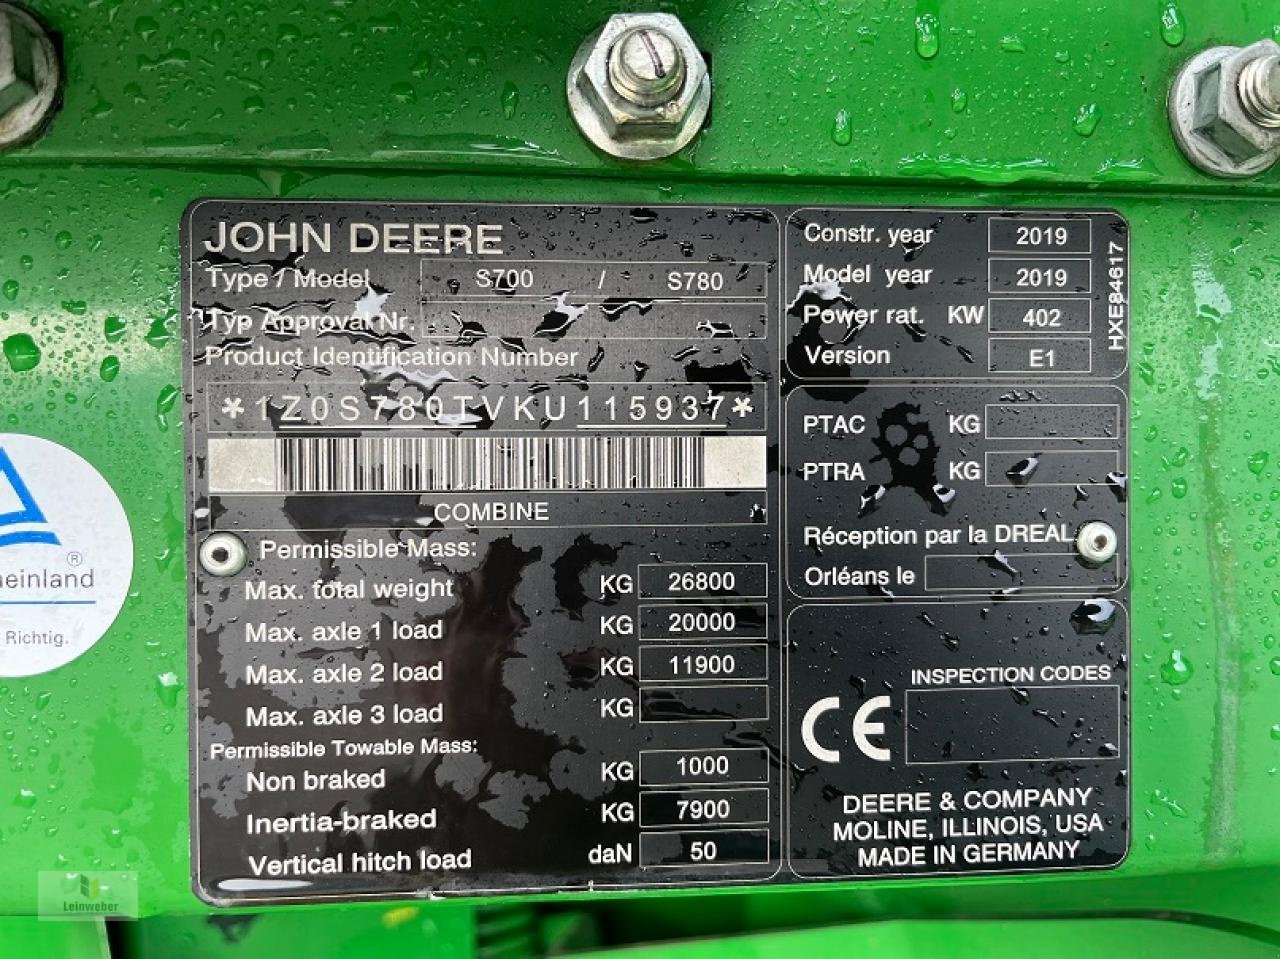 JOHN DEERE
Type / Model S700 / S780
Typ Approval Nr.
Product Identification Number
*1Z0S780TVKU115937*
COMBINE
Permissible Mass:
Max. total weight KG 26800
Max. axle 1 load KG 20000
Max. axle 2 load KG 11900
Max. axle 3 load KG
Permissible Towable Mass:
Non braked KG 1000
Inertia-braked KG 7900
Vertical hitch load daN 50
Constr. year 2019
Model year 2019
Power rat. KW 402
Version E1
HXE84617
PTAC KG
PTRA KG
Réception par la DREAL
Orléans le
INSPECTION CODES
CE
DEERE & COMPANY
MOLINE, ILLINOIS, USA
MADE IN GERMANY
®
heinland
Richtig.
Leinweber